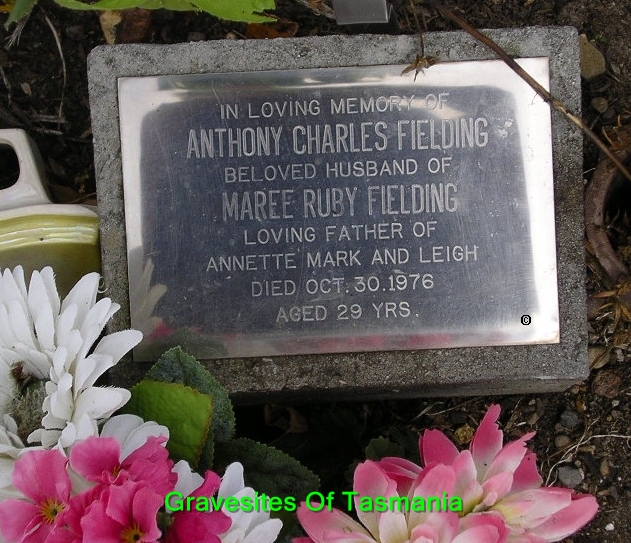 IN LOVING MEMORY OF
ANTHONY CHARLES FIELDING
BELOVED HUSBAND OF
MAREE RUBY FIELDING
LOVING FATHER OF
ANNETTE MARK AND LEIGH
DIED OCT. 30. 1976
AGED 29 YRS.
©
Gravesites Of Tasmania